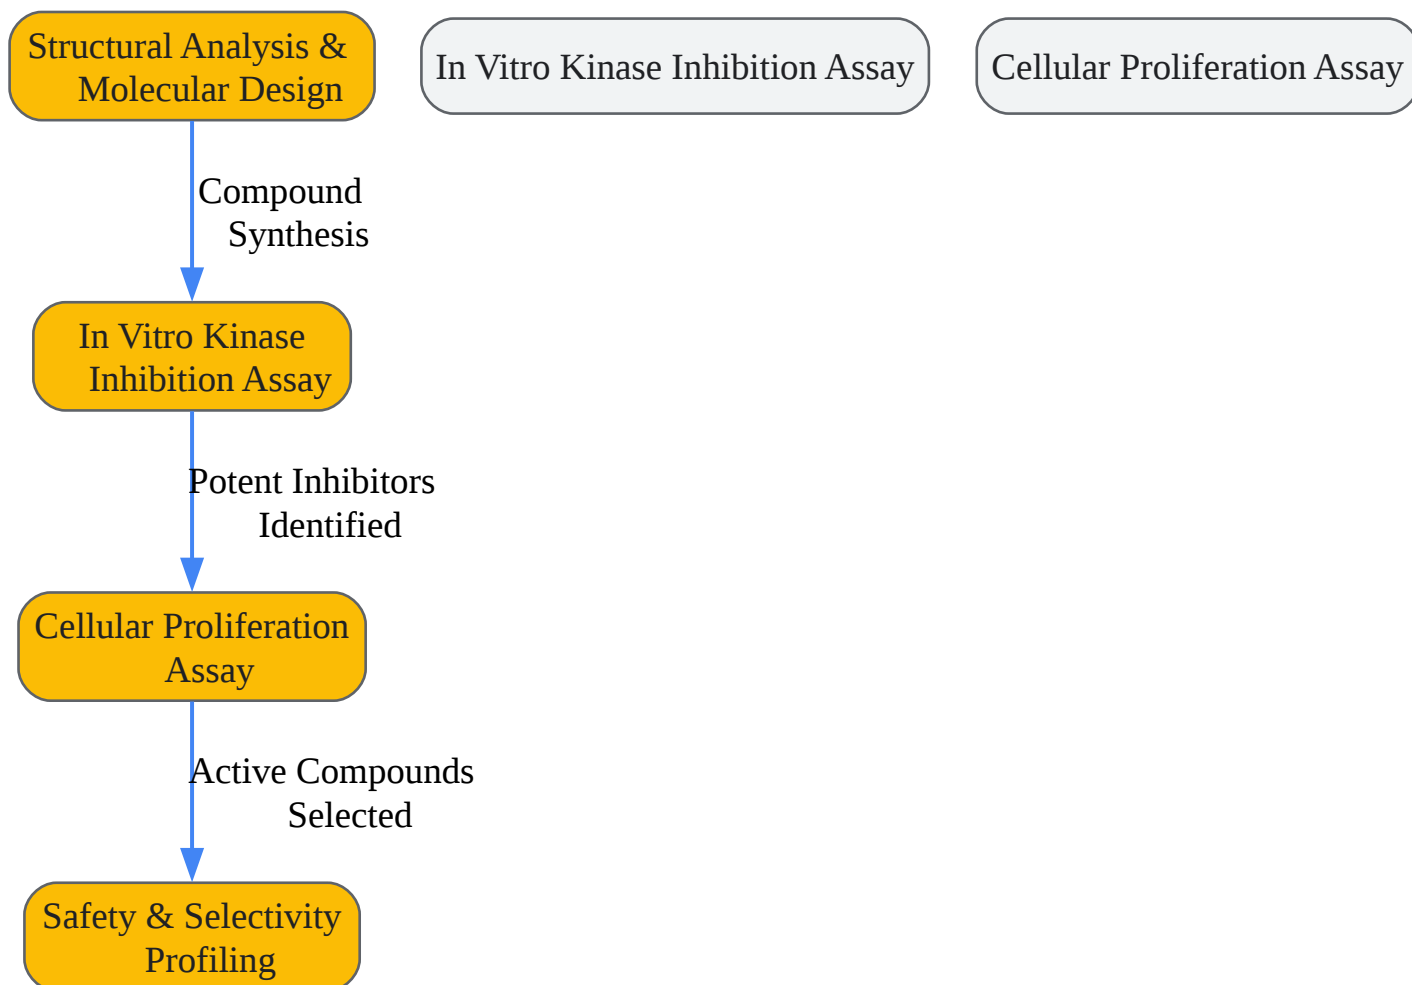 Structural Analysis &
Molecular Design
In Vitro Kinase Inhibition Assay
Cellular Proliferation Assay
Compound
Synthesis
In Vitro Kinase
Inhibition Assay
Potent Inhibitors
Identified
Cellular Proliferation
Assay
Active Compounds
Selected
Safety & Selectivity
Profiling